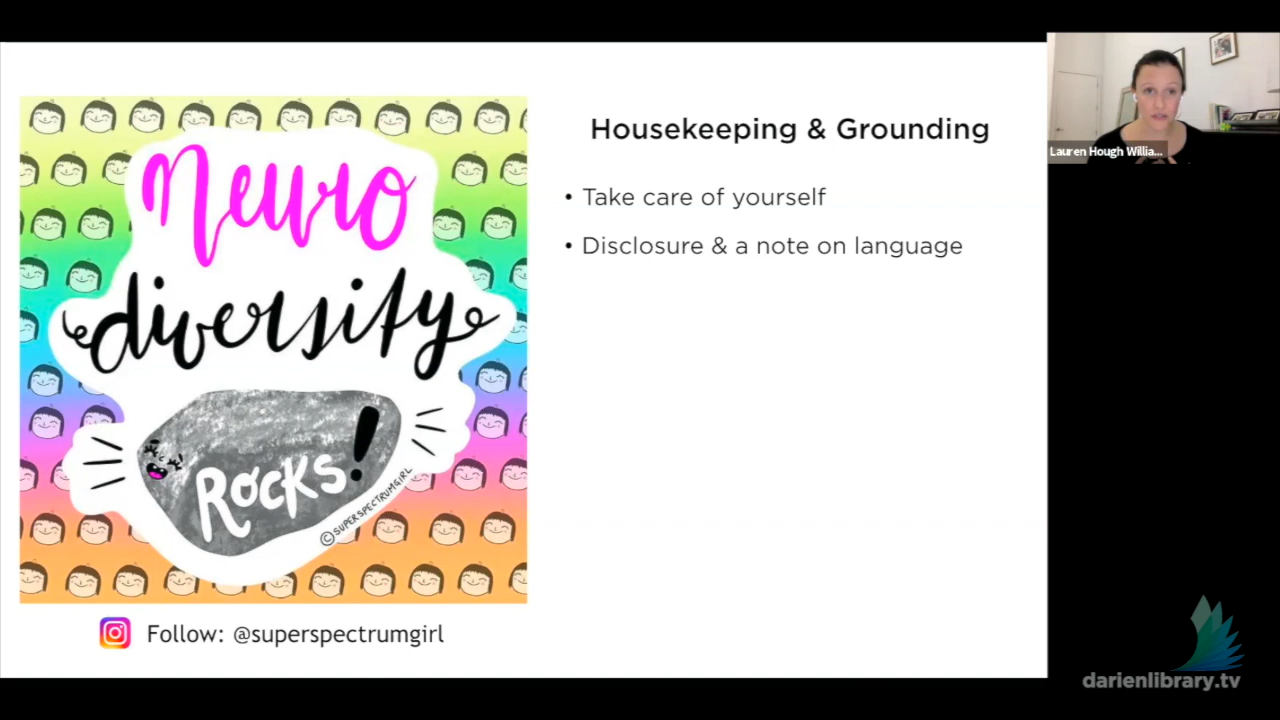 Neuro
diversity
ROCKS!
© SUPERSPECTRUMGIRL
Follow: @superspectrumgirl
Housekeeping & Grounding
• Take care of yourself
• Disclosure & a note on language
Lauren Hough Willia...
darienlibrary.tv